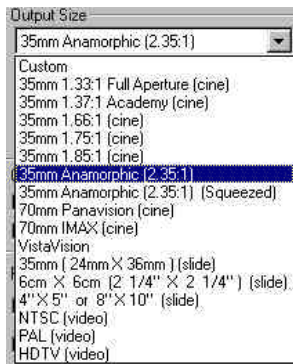 Output Size
35mm Anamorphic (2.35:1)
Custom
35mm 1.33:1 Full Aperture (cine)
35mm 1.37:1 Academy (cine)
35mm 1.66:1 (cine)
35mm 1.75:1 (cine)
35mm 1.85:1 (cine)
35mm Anamorphic (2.35:1)
35mm Anamorphic (2.35:1) (Squeezed)
70mm Panavision (cine)
70mm IMAX (cine)
VistaVision
35mm ( 24mm X 36mm ) (slide)
6cm X 6cm (2 1/4" X 2 1/4" ) (slide)
4" X 5" or 8" X 10" (slide)
NTSC (video)
PAL (video)
HDTV (video)